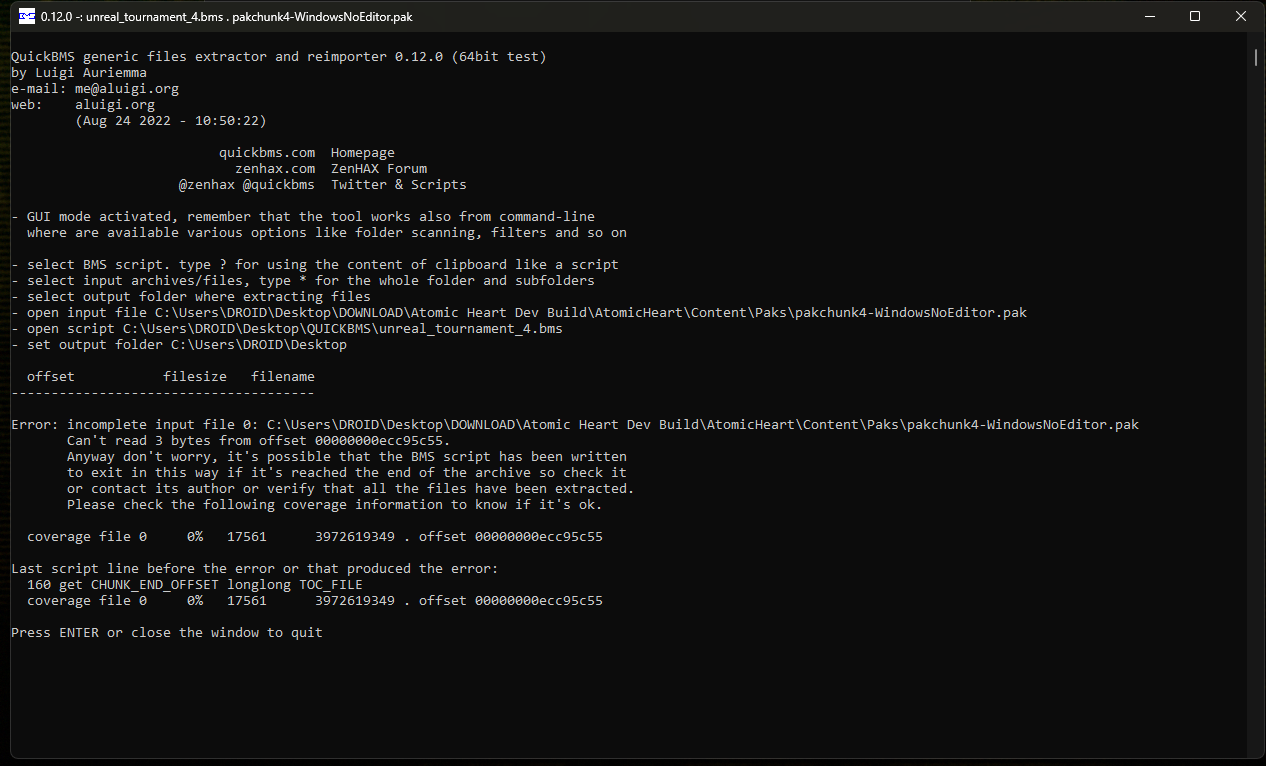 0.12.0 -: unreal_tournament_4.bms . pakchunk4-WindowsNoEditor.pak
QuickBMS generic files extractor and reimporter 0.12.0 (64bit test)
by Luigi Auriemma
e-mail: me@aluigi.org
web:    aluigi.org
        (Aug 24 2022 - 10:50:22)
                          quickbms.com  Homepage
                            zenhax.com  ZenHAX Forum
                     @zenhax @quickbms  Twitter & Scripts
- GUI mode activated, remember that the tool works also from command-line
  where are available various options like folder scanning, filters and so on
- select BMS script. type ? for using the content of clipboard like a script
- select input archives/files, type * for the whole folder and subfolders
- select output folder where extracting files
- open input file C:\Users\DROID\Desktop\DOWNLOAD\Atomic Heart Dev Build\AtomicHeart\Content\Paks\pakchunk4-WindowsNoEditor.pak
- open script C:\Users\DROID\Desktop\QUICKBMS\unreal_tournament_4.bms
- set output folder C:\Users\DROID\Desktop
  offset           filesize   filename
--------------------------------------
Error: incomplete input file 0: C:\Users\DROID\Desktop\DOWNLOAD\Atomic Heart Dev Build\AtomicHeart\Content\Paks\pakchunk4-WindowsNoEditor.pak
       Can't read 3 bytes from offset 00000000ecc95c55.
       Anyway don't worry, it's possible that the BMS script has been written
       to exit in this way if it's reached the end of the archive so check it
       or contact its author or verify that all the files have been extracted.
       Please check the following coverage information to know if it's ok.
  coverage file 0     0%   17561      3972619349 . offset 00000000ecc95c55
Last script line before the error or that produced the error:
  160 get CHUNK_END_OFFSET longlong TOC_FILE
  coverage file 0     0%   17561      3972619349 . offset 00000000ecc95c55
Press ENTER or close the window to quit